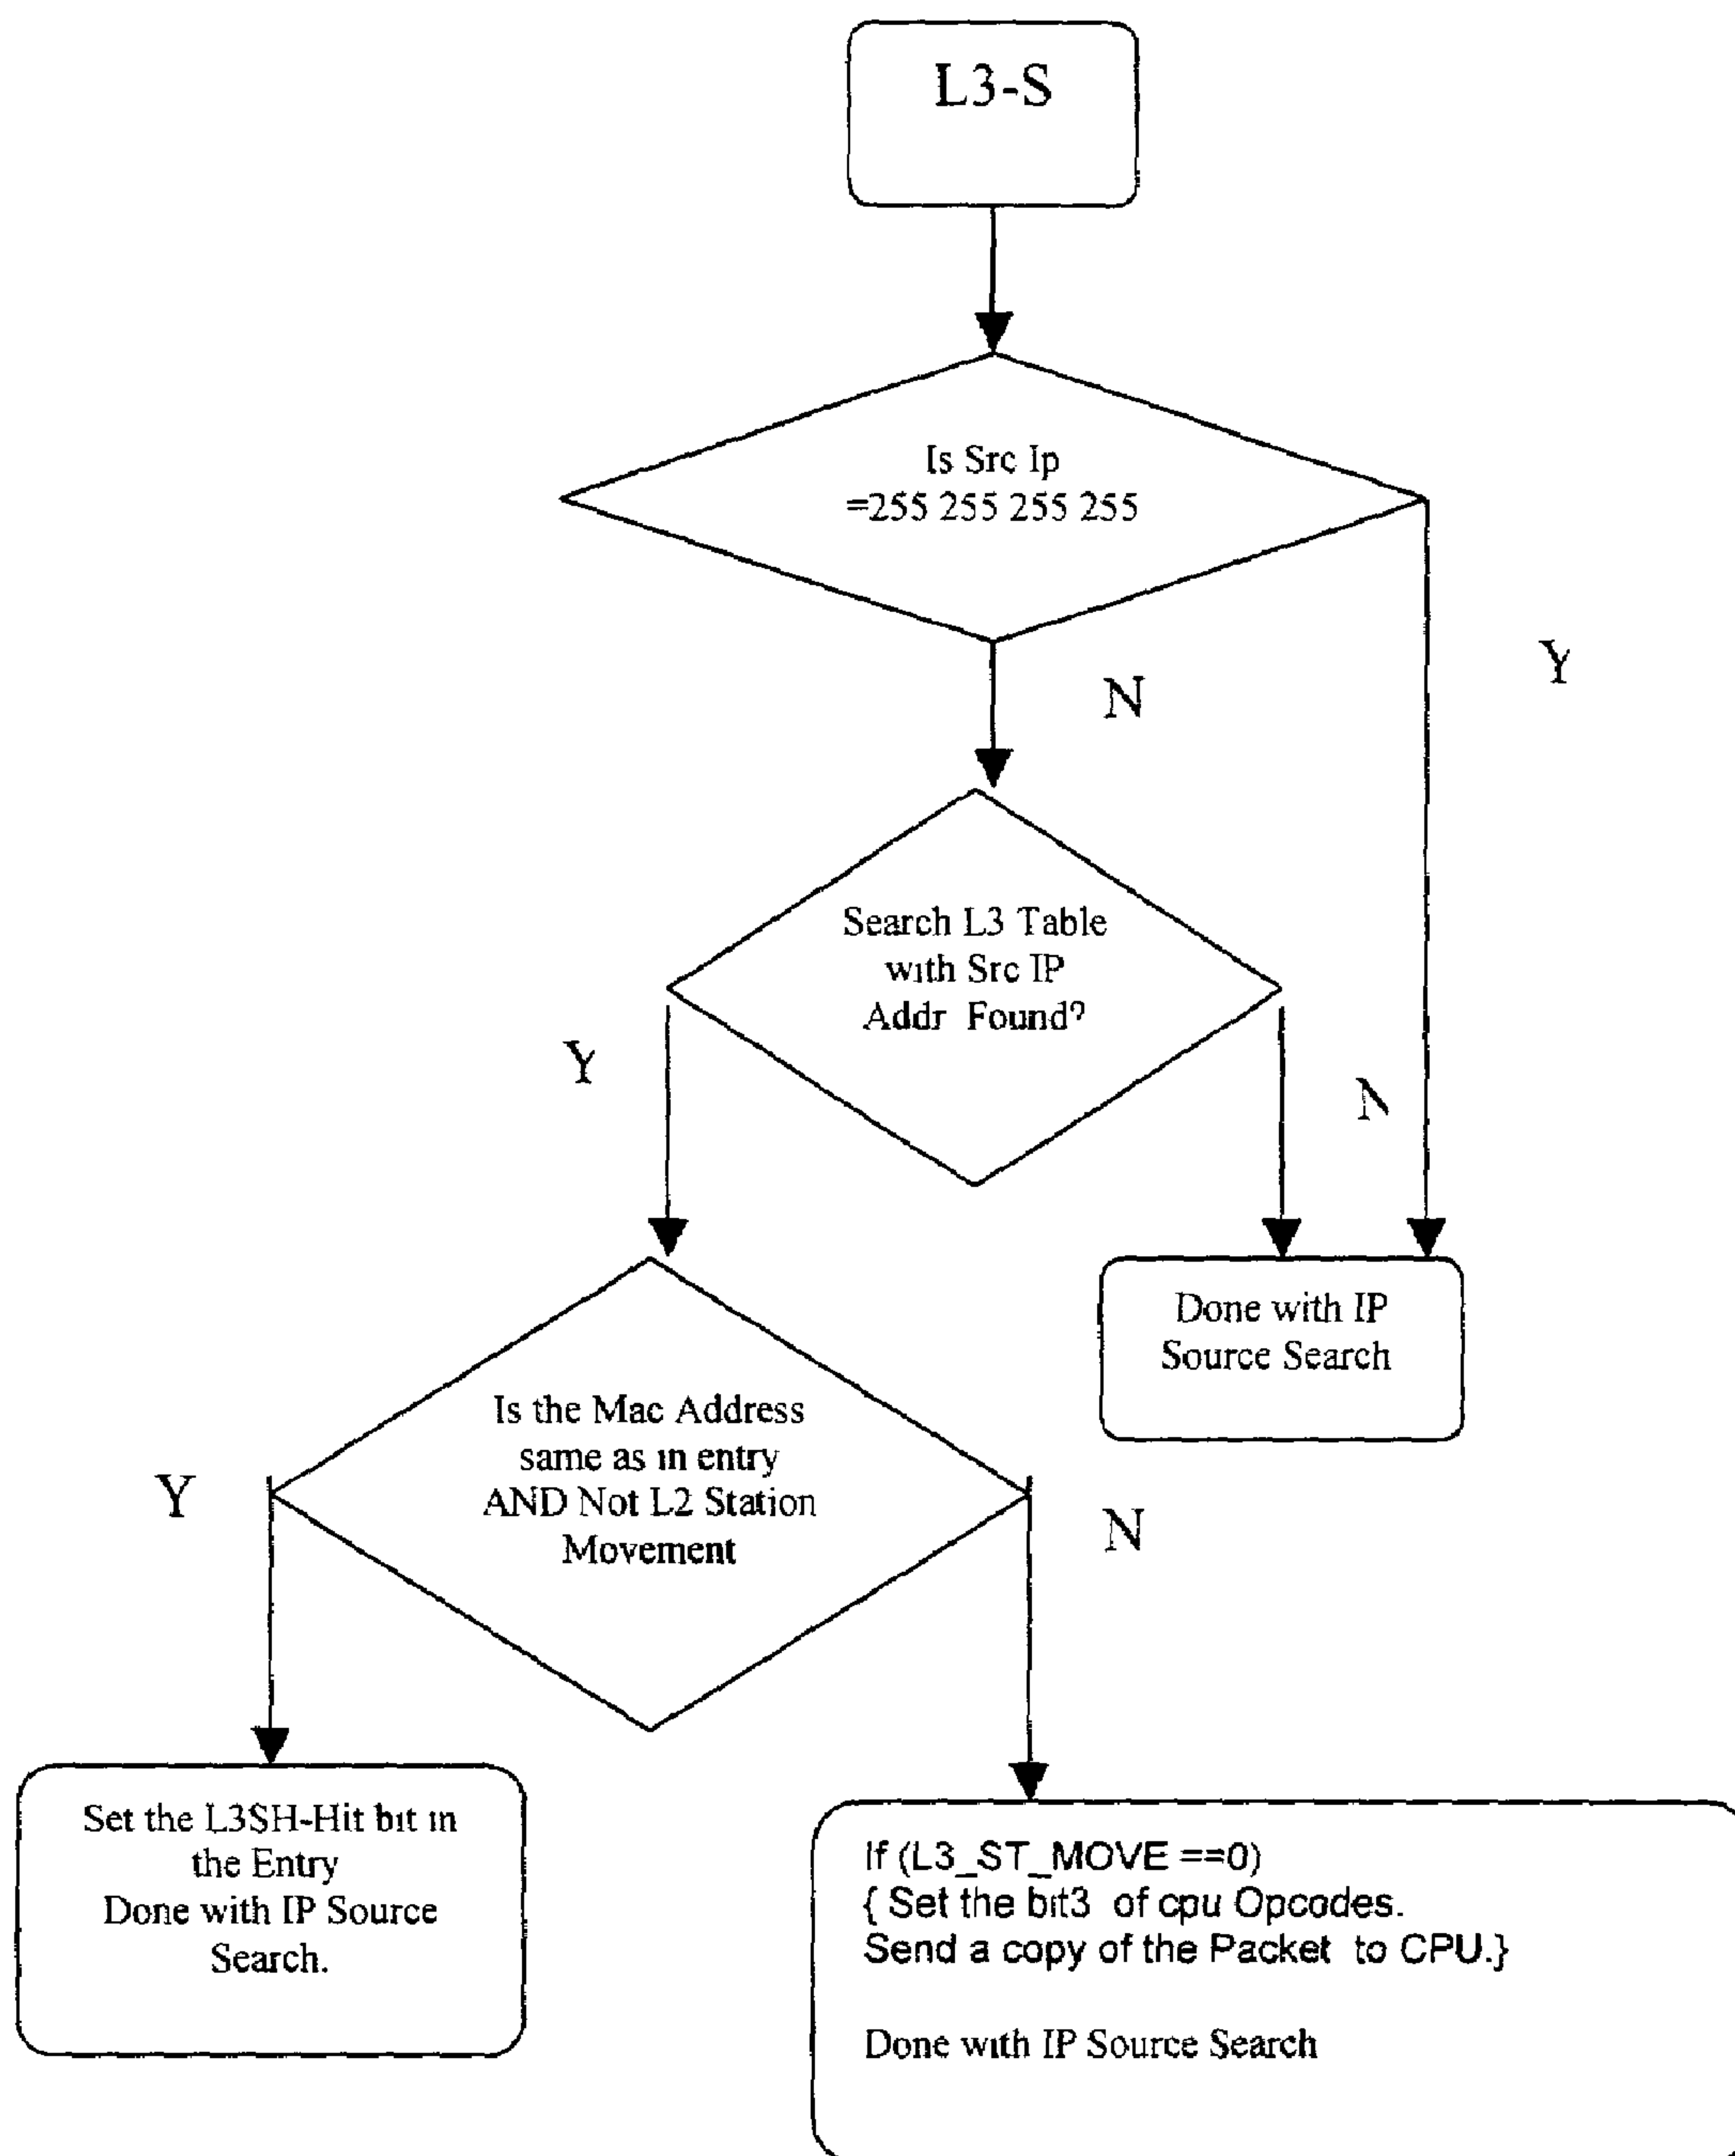 L3-S
Is Src Ip
=255 255 255 255
Y
N
Search L3 Table
with Src IP
Addr Found?
Y
N
Done with IP
Source Search
Is the Mac Address
same as in entry
AND Not L2 Station
Movement
Y
N
Set the L3SH-Hit bit in
the Entry
Done with IP Source
Search.
If (L3_ST_MOVE ==0)
{ Set the bit3 of cpu Opcodes.
Send a copy of the Packet to CPU.}
Done with IP Source Search